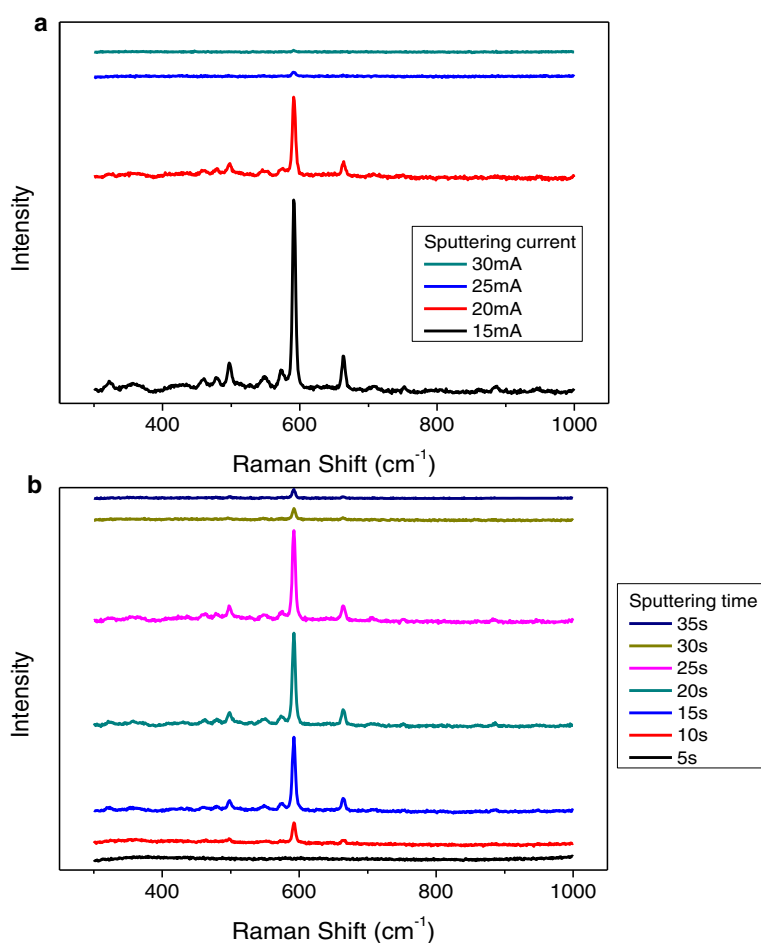 a
Intensity
Sputtering current
30mA
25mA
20mA
15mA
400
600
800
1000
Raman Shift (cm⁻¹)
b
Intensity
Sputtering time
35s
30s
25s
20s
15s
10s
5s
400
600
800
1000
Raman Shift (cm⁻¹)